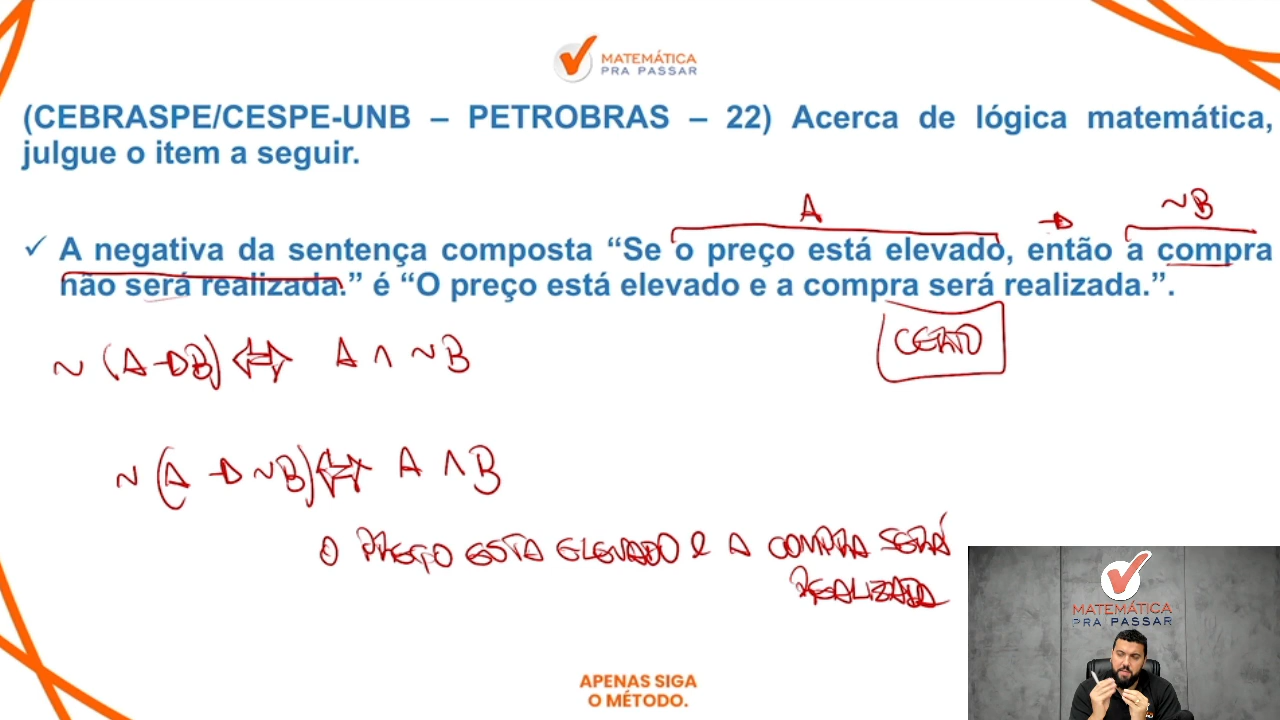 MATEMÁTICA
PRA PASSAR
(CEBRASPE/CESPE-UNB – PETROBRAS – 22) Acerca de lógica matemática,
julgue o item a seguir.
A → ~B
✓ A negativa da sentença composta “Se o preço está elevado, então a compra
não será realizada.” é “O preço está elevado e a compra será realizada.”.
CERTO
~ (A → B) ⇔ A ∧ ~B
~ (A → ~B) ⇔ A ∧ B
O PREÇO ESTA ELEVADO e A COMPRA SERÁ
REALIZADA
MATEMÁTICA
PRA PASSAR
APENAS SIGA
O MÉTODO.